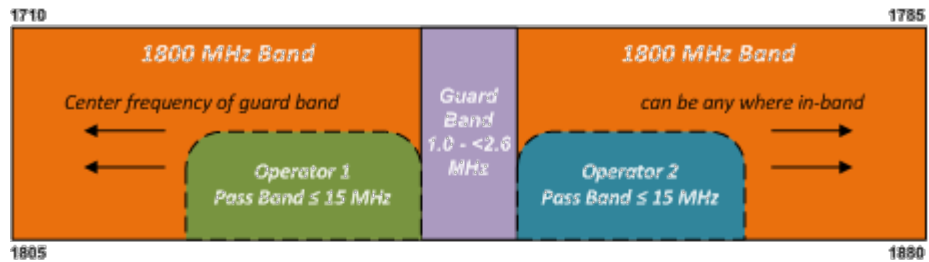 1710 1785
1800 MHz Band 1800 MHz Band
Center frequency of guard band can be any where in-band
Guard
Band
1.0 - <2.6
MHz
Operator 1
Pass Band ≤ 15 MHz
Operator 2
Pass Band ≤ 15 MHz
1805 1880